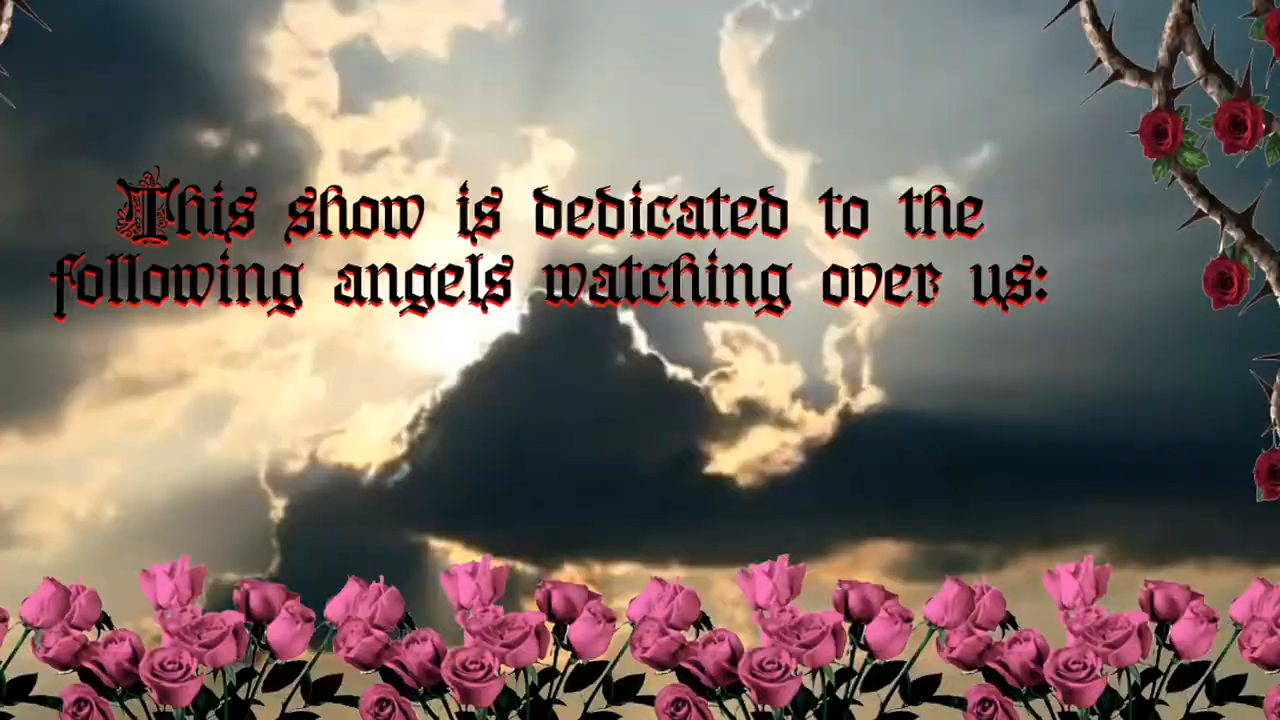 This show is dedicated to the
following angels watching over us: